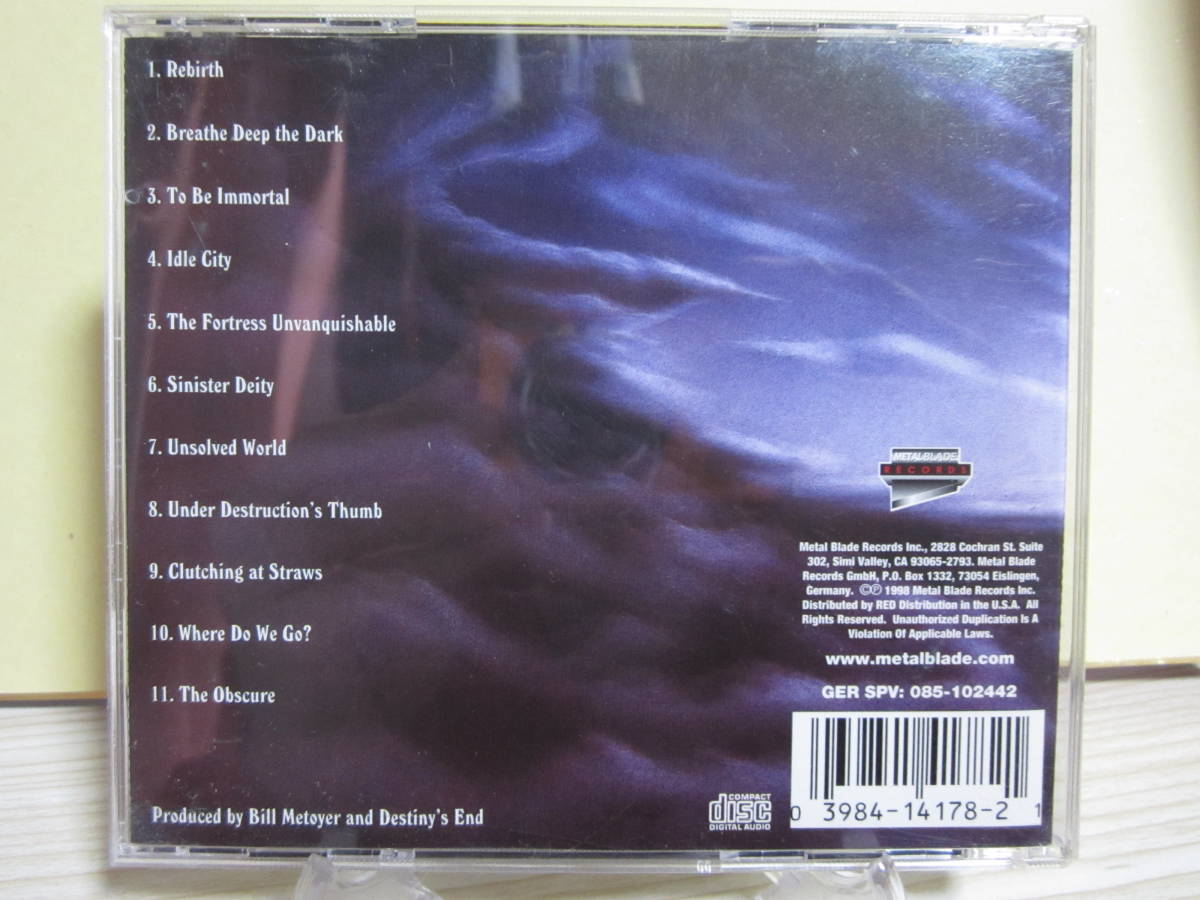 1. Rebirth
2. Breathe Deep the Dark
3. To Be Immortal
4. Idle City
5. The Fortress Unvanquishable
6. Sinister Deity
7. Unsolved World
8. Under Destruction's Thumb
9. Clutching at Straws
10. Where Do We Go?
11. The Obscure
Produced by Bill Metoyer and Destiny's End
METAL BLADE
RECORDS
Metal Blade Records Inc., 2828 Cochran St. Suite
302, Simi Valley, CA 93065-2793. Metal Blade
Records GmbH, P.O. Box 1332, 73054 Eislingen,
Germany. ©℗ 1998 Metal Blade Records Inc.
Distributed by RED Distribution in the U.S.A. All
Rights Reserved. Unauthorized Duplication Is A
Violation Of Applicable Laws.
www.metalblade.com
GER SPV: 085-102442
COMPACT
disc
DIGITAL AUDIO
0 3984-14178-2 1